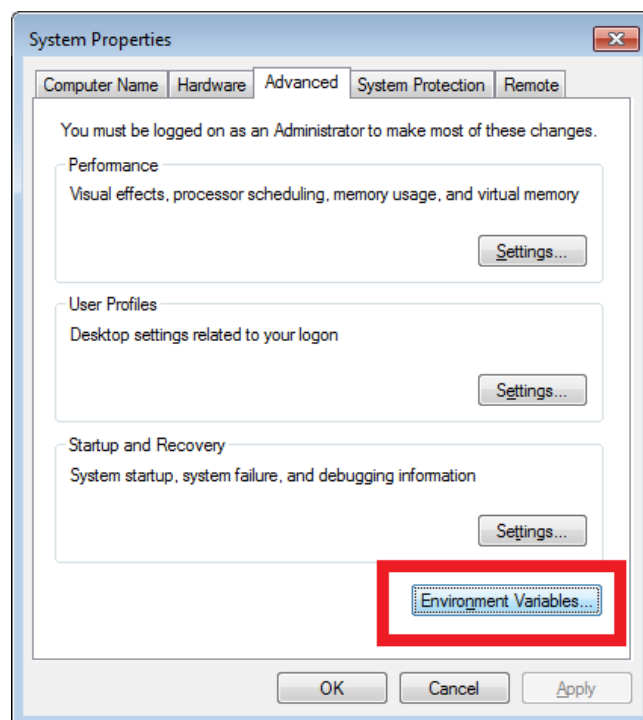 System Properties
Computer Name Hardware Advanced System Protection Remote
You must be logged on as an Administrator to make most of these changes.
Performance
Visual effects, processor scheduling, memory usage, and virtual memory
Settings...
User Profiles
Desktop settings related to your logon
Settings...
Startup and Recovery
System startup, system failure, and debugging information
Settings...
Environment Variables...
OK Cancel Apply